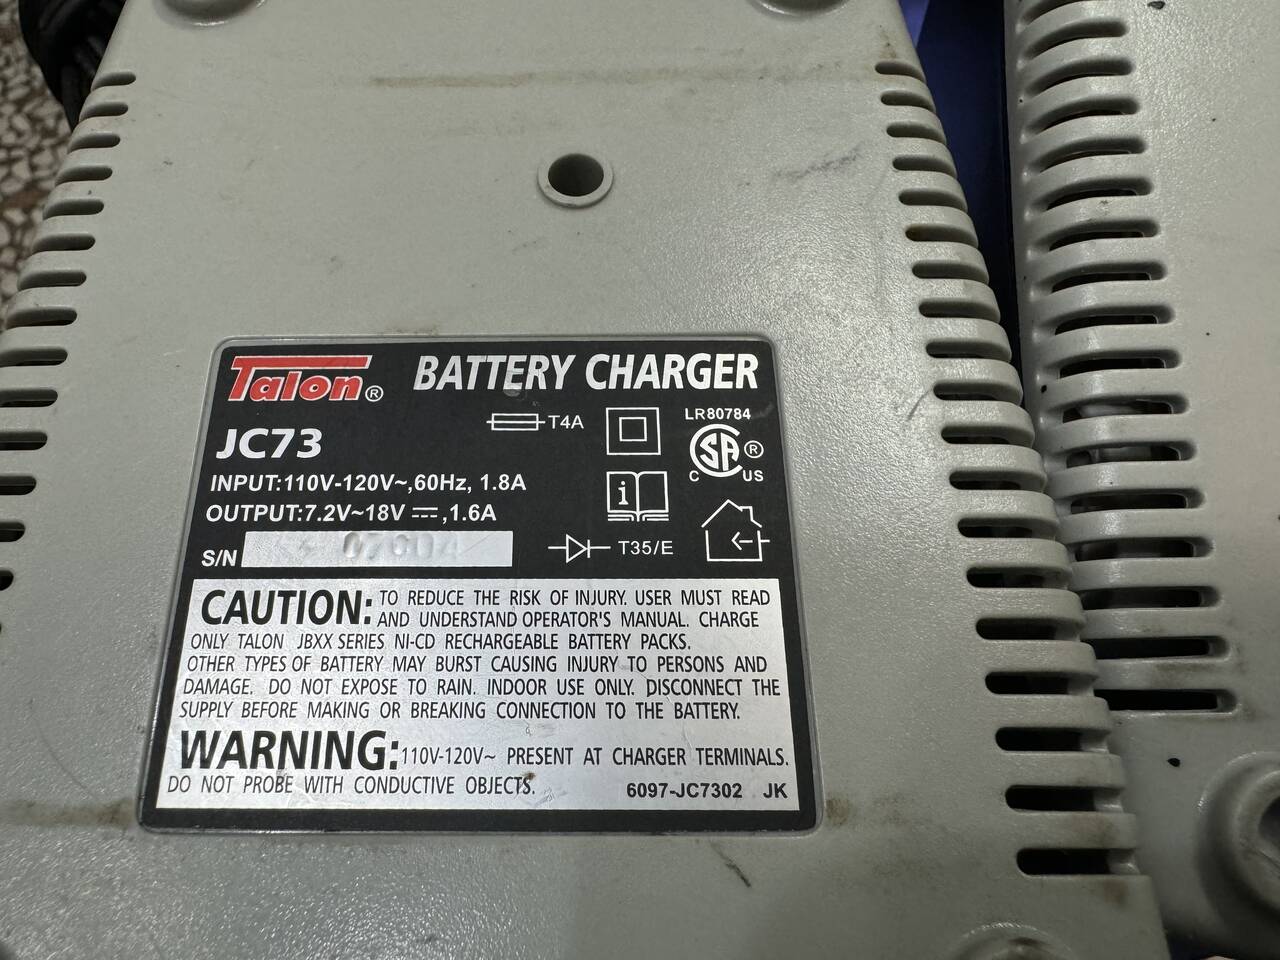 Talon® BATTERY CHARGER
T4A
LR80784
JC73
CSA®
C US
INPUT:110V-120V~,60Hz, 1.8A
i
OUTPUT:7.2V~18V ⎓,1.6A
S/N
T35/E
CAUTION: TO REDUCE THE RISK OF INJURY. USER MUST READ
AND UNDERSTAND OPERATOR'S MANUAL. CHARGE
ONLY TALON JBXX SERIES NI-CD RECHARGEABLE BATTERY PACKS.
OTHER TYPES OF BATTERY MAY BURST CAUSING INJURY TO PERSONS AND
DAMAGE. DO NOT EXPOSE TO RAIN. INDOOR USE ONLY. DISCONNECT THE
SUPPLY BEFORE MAKING OR BREAKING CONNECTION TO THE BATTERY.
WARNING: 110V-120V~ PRESENT AT CHARGER TERMINALS.
DO NOT PROBE WITH CONDUCTIVE OBJECTS.
6097-JC7302 JK